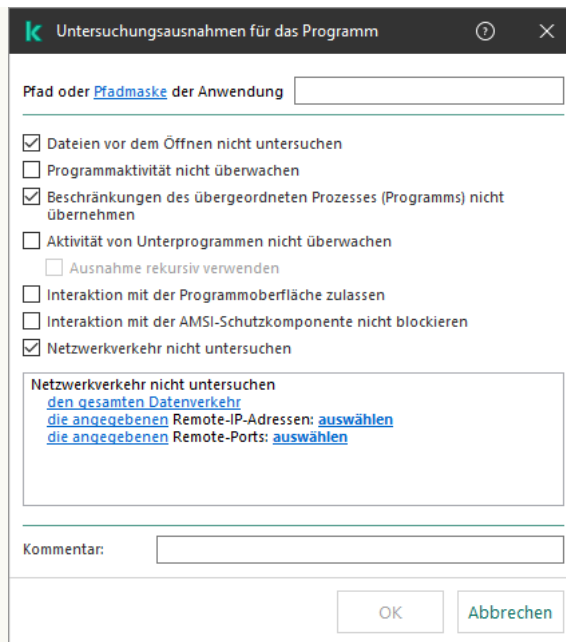 Untersuchungsausnahmen für das Programm
Pfad oder Pfadmaske der Anwendung
Dateien vor dem Öffnen nicht untersuchen
Programmaktivität nicht überwachen
Beschränkungen des übergeordneten Prozesses (Programms) nicht
übernehmen
Aktivität von Unterprogrammen nicht überwachen
Ausnahme rekursiv verwenden
Interaktion mit der Programmoberfläche zulassen
Interaktion mit der AMSI-Schutzkomponente nicht blockieren
Netzwerkverkehr nicht untersuchen
Netzwerkverkehr nicht untersuchen
den gesamten Datenverkehr
die angegebenen Remote-IP-Adressen: auswählen
die angegebenen Remote-Ports: auswählen
Kommentar:
OK Abbrechen